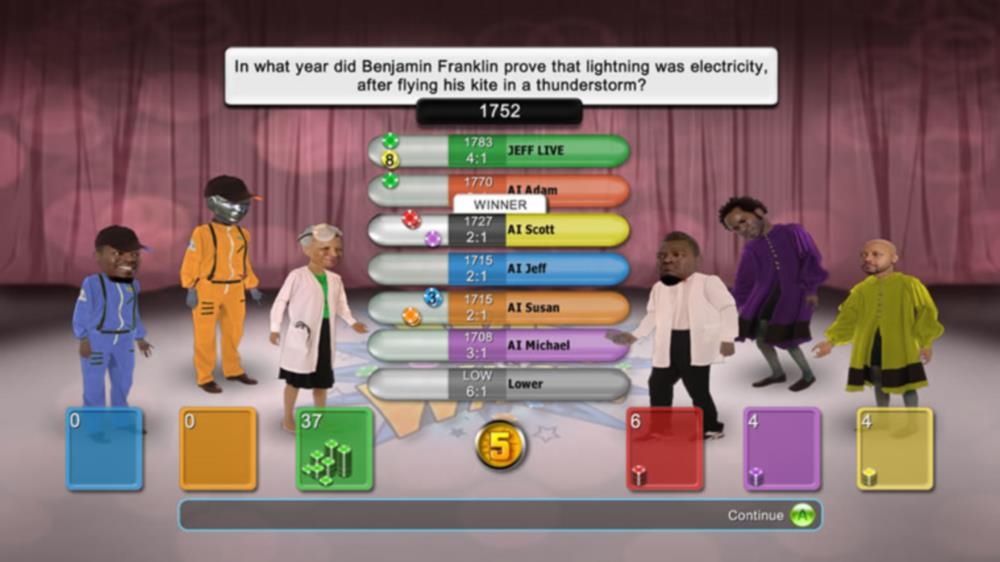 In what year did Benjamin Franklin prove that lightning was electricity,
after flying his kite in a thunderstorm?
1752
1783
4:1
JEFF LIVE
8
1770
AI Adam
WINNER
1727
2:1
AI Scott
1715
2:1
AI Jeff
3
1715
2:1
AI Susan
1708
3:1
AI Michael
LOW
6:1
Lower
0
0
37
5
6
4
4
Continue A